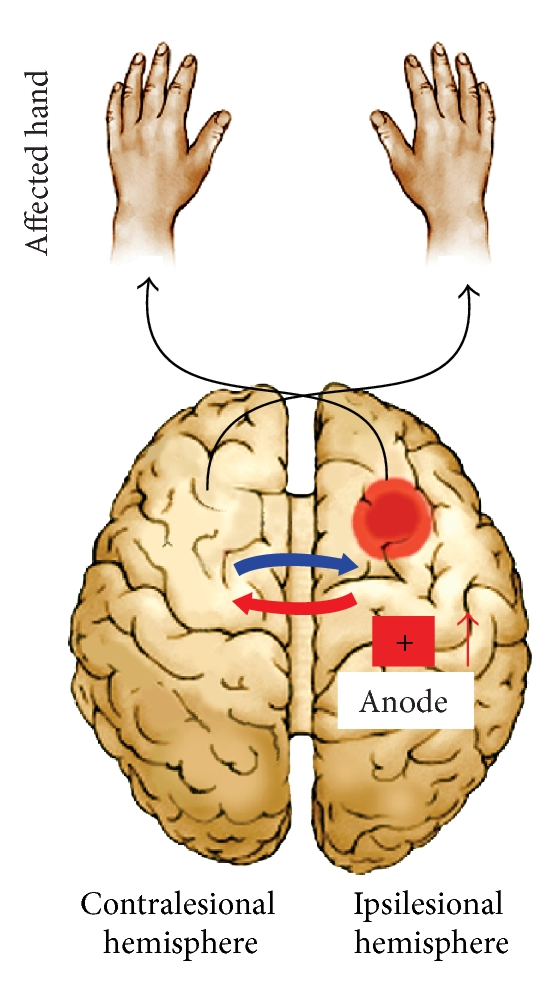 Affected hand
+
Anode
Contralesional
hemisphere
Ipsilesional
hemisphere